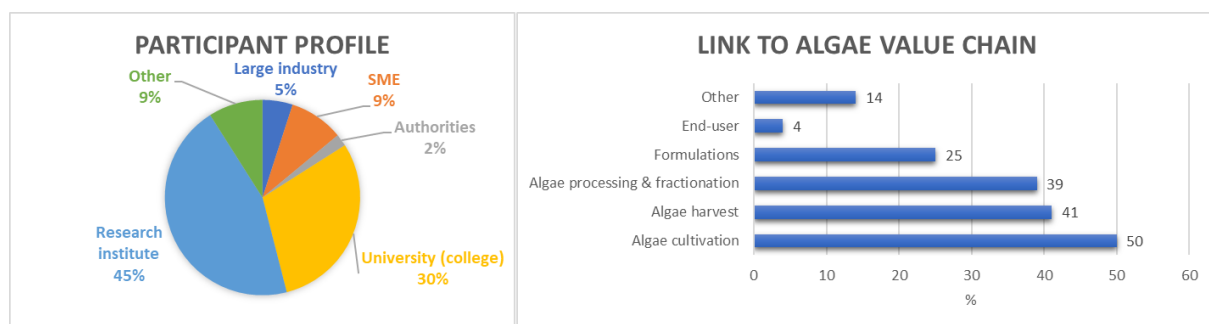 PARTICIPANT PROFILE
Other
9%
Large industry
5%
SME
9%
Authorities
2%
Research
institute
45%
University (college)
30%
LINK TO ALGAE VALUE CHAIN
Other
14
End-user
4
Formulations
25
Algae processing & fractionation
39
Algae harvest
41
Algae cultivation
50
0 10 20 30 40 50 60
%